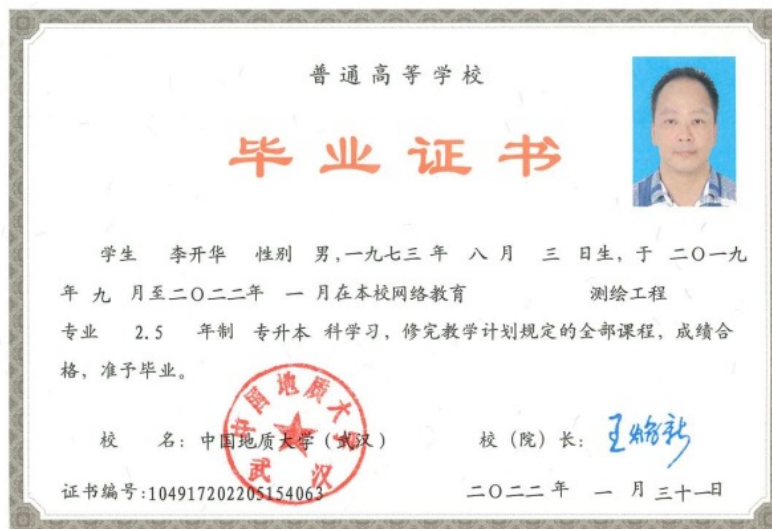 普通高等学校
毕业证书
学生 李开华 性别 男,一九七三 年 八 月 三 日生, 于 二〇一九
年 九 月至二〇二二年 一 月在本校网络教育 测绘工程
专业 2.5 年制 专升本 科学习, 修完教学计划规定的全部课程, 成绩合
格, 准予毕业。
中国地质大学
武汉
校 名: 中国地质大学(武汉) 校 (院) 长: 王焰新
证书编号:104917202205154063 二〇二二 年 一 月 三十一日